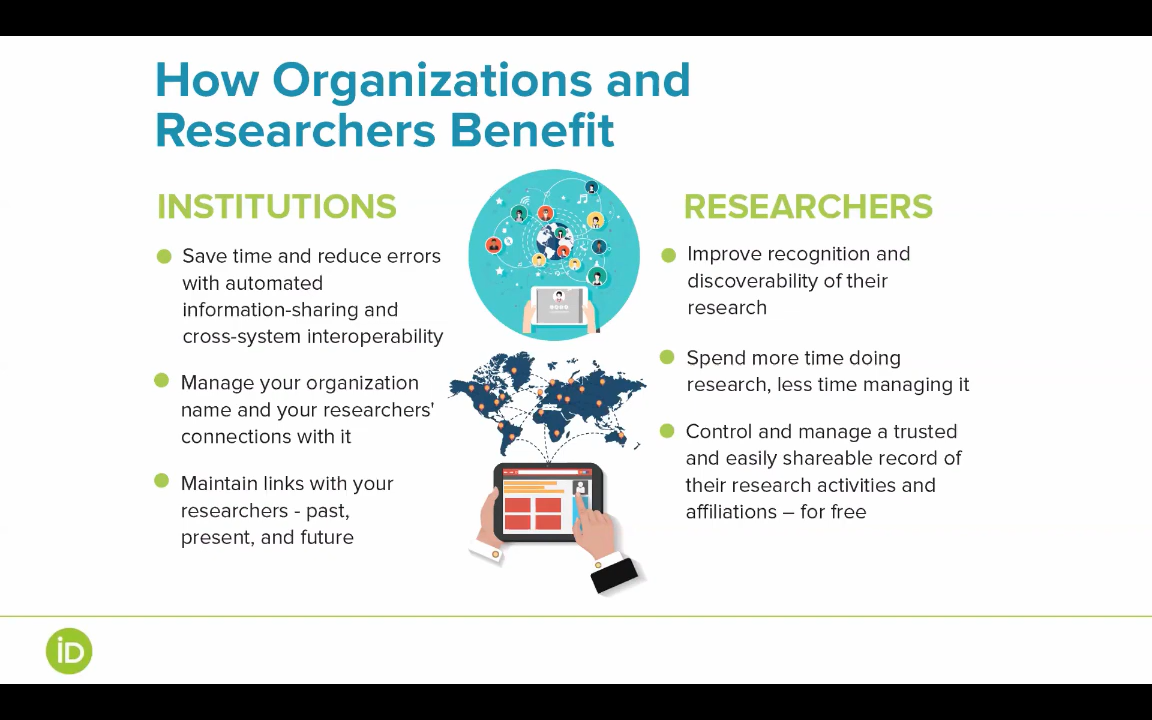 How Organizations and
Researchers Benefit
INSTITUTIONS
Save time and reduce errors
with automated
information-sharing and
cross-system interoperability
Manage your organization
name and your researchers'
connections with it
Maintain links with your
researchers - past,
present, and future
RESEARCHERS
Improve recognition and
discoverability of their
research
Spend more time doing
research, less time managing it
Control and manage a trusted
and easily shareable record of
their research activities and
affiliations – for free
iD